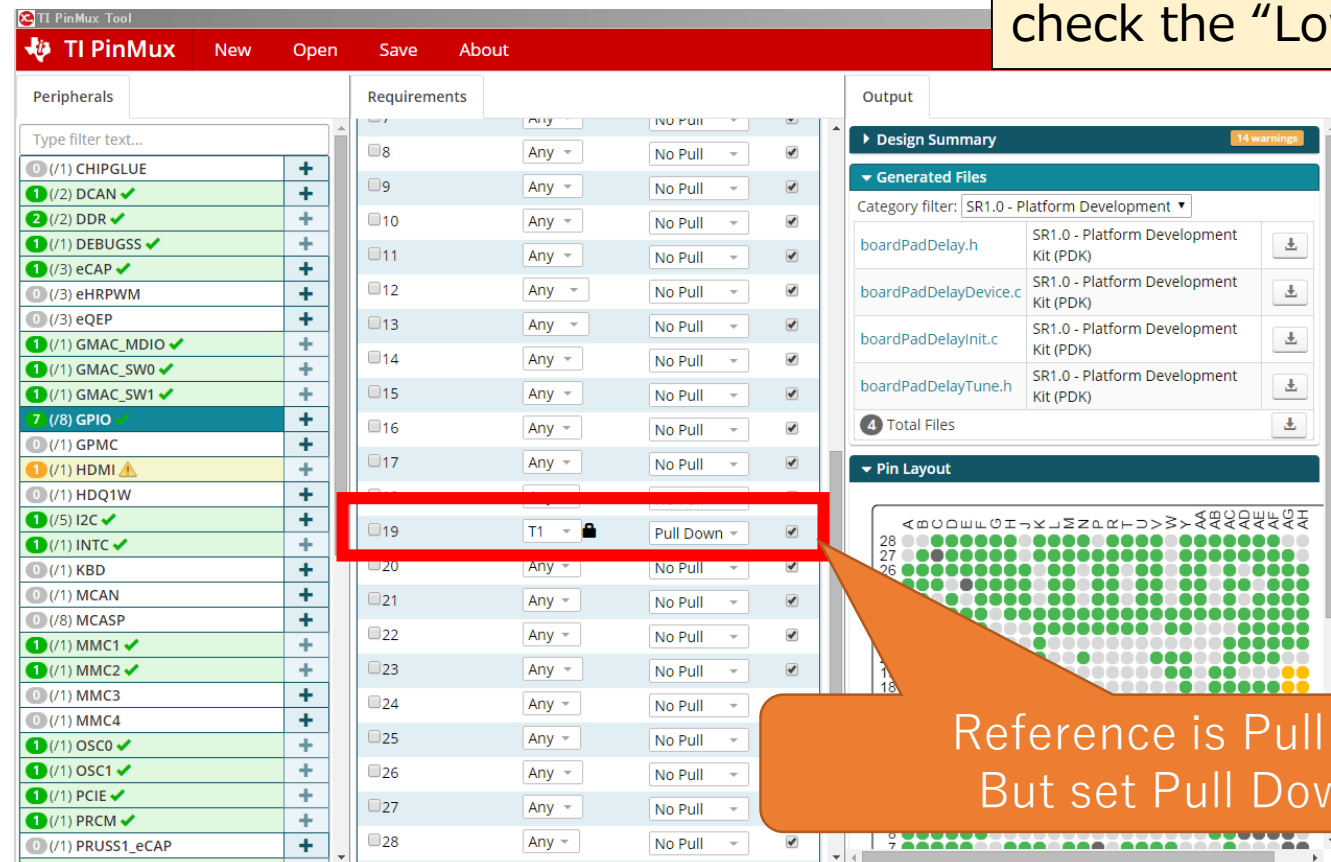 TI PinMux Tool
check the “Lo
TI PinMux New Open Save About
Peripherals
Type filter text...
0 (/1) CHIPGLUE +
1 (/2) DCAN ✔ +
2 (/2) DDR ✔ +
1 (/1) DEBUGSS ✔ +
1 (/3) eCAP ✔ +
0 (/3) eHRPWM +
0 (/3) eQEP +
1 (/1) GMAC_MDIO ✔ +
1 (/1) GMAC_SW0 ✔ +
1 (/1) GMAC_SW1 ✔ +
7 (/8) GPIO ✔ +
0 (/1) GPMC +
1 (/1) HDMI +
0 (/1) HDQ1W +
1 (/5) I2C ✔ +
1 (/1) INTC ✔ +
0 (/1) KBD +
0 (/1) MCAN +
0 (/8) MCASP +
1 (/1) MMC1 ✔ +
1 (/1) MMC2 ✔ +
0 (/1) MMC3 +
0 (/1) MMC4 +
1 (/1) OSC0 ✔ +
1 (/1) OSC1 ✔ +
1 (/1) PCIE ✔ +
1 (/1) PRCM ✔ +
0 (/1) PRUSS1_eCAP +
Requirements
7 Any No Pull
8 Any No Pull
9 Any No Pull
10 Any No Pull
11 Any No Pull
12 Any No Pull
13 Any No Pull
14 Any No Pull
15 Any No Pull
16 Any No Pull
17 Any No Pull
19 T1 Pull Down
20 Any No Pull
21 Any No Pull
22 Any No Pull
23 Any No Pull
24 Any No Pull
25 Any No Pull
26 Any No Pull
27 Any No Pull
28 Any No Pull
Output
Design Summary 14 warnings
Generated Files
Category filter: SR1.0 - Platform Development
boardPadDelay.h SR1.0 - Platform Development
Kit (PDK)
boardPadDelayDevice.c SR1.0 - Platform Development
Kit (PDK)
boardPadDelayInit.c SR1.0 - Platform Development
Kit (PDK)
boardPadDelayTune.h SR1.0 - Platform Development
Kit (PDK)
4 Total Files
Pin Layout
A B C D E F G H J K L M N P R T U V W Y AA AB AC AD AE AF AG AH
28
27
26
18
7
Reference is Pull
But set Pull Dow